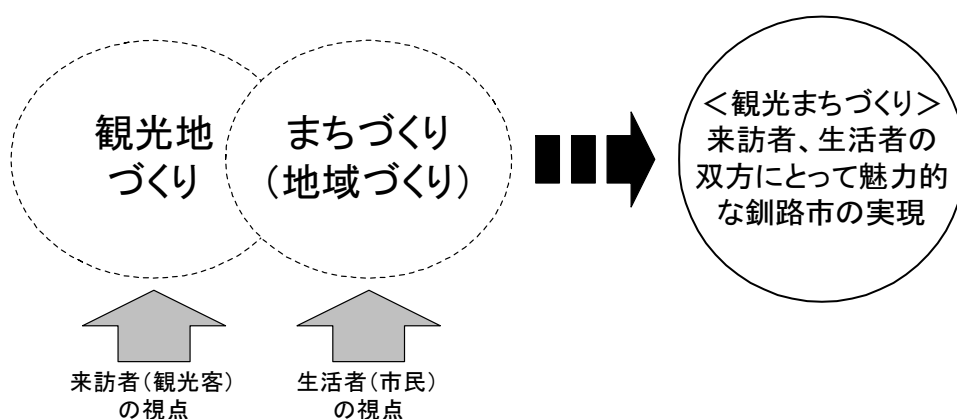 観光地
づくり
まちづくり
（地域づくり）
＜観光まちづくり＞
来訪者、生活者の
双方にとって魅力的
な釧路市の実現
来訪者（観光客）
の視点
生活者（市民）
の視点